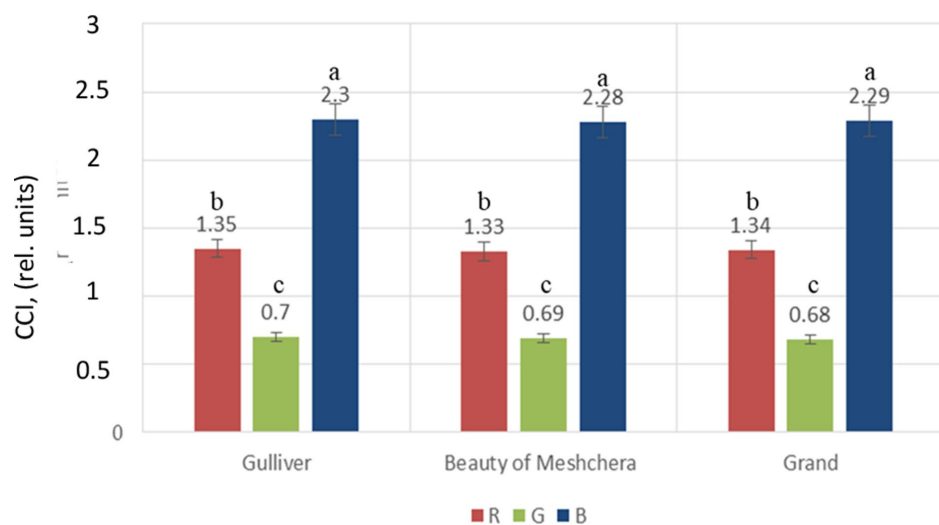 3
2.5
2
1.5
1
0.5
0
CCl, (rel. units)
a
2.3
b
1.35
c
0.7
a
2.28
b
1.33
c
0.69
a
2.29
b
1.34
c
0.68
Gulliver
Beauty of Meshchera
Grand
R G B